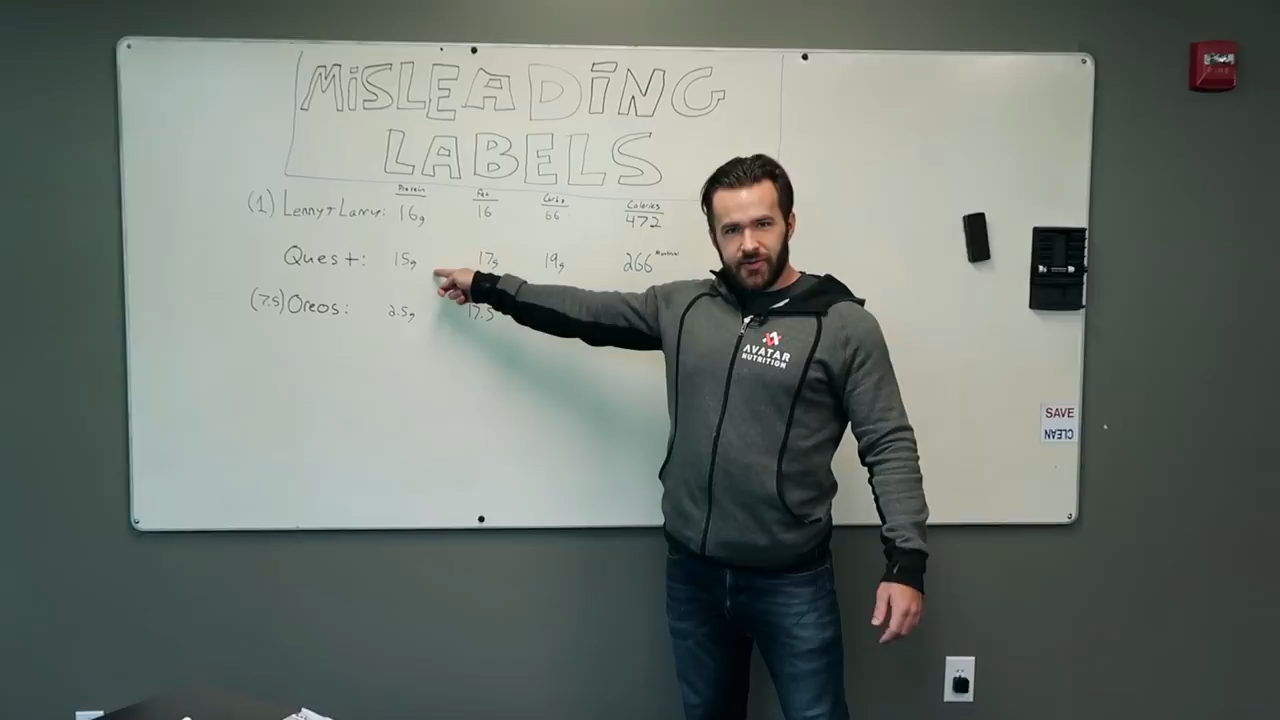 MiSLEADING
LABELS
Protein Fat Carbs Calories
(1) Lenny + Larry: 16g 16 66 472
Quest: 15g 17g 19g 266
(7.5) Oreos: 2.5g 17.5
AVATAR
NUTRITION
FIRE
SAVE
CLEAN